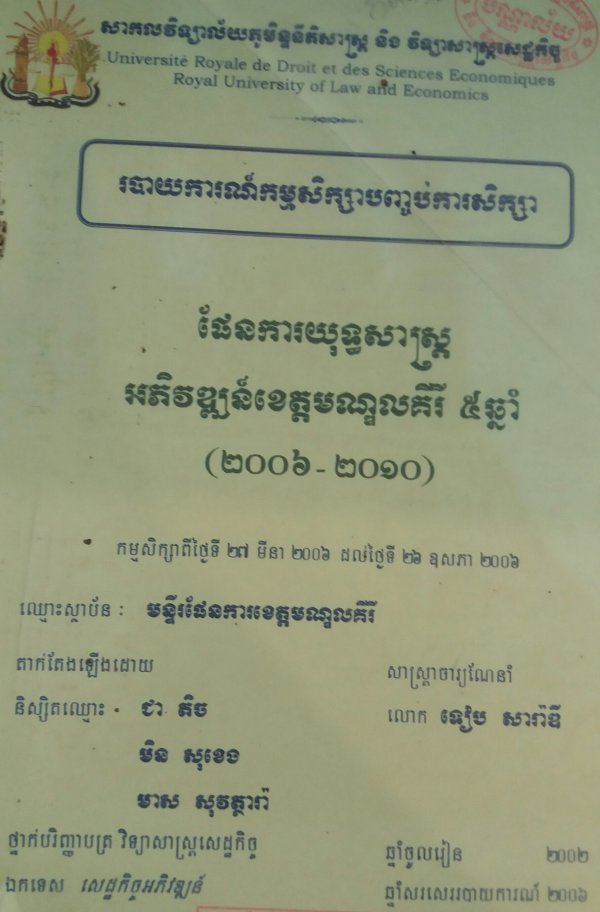 សាកលវិទ្យាល័យភូមិន្ទនីតិសាស្ត្រ និង វិទ្យាសាស្ត្រសេដ្ឋកិច្ច
Université Royale de Droit et des Sciences Economiques
Royal University of Law and Economics
បណ្ណាល័យ
របាយការណ៍កម្មសិក្សាបញ្ចប់ការសិក្សា
ផែនការយុទ្ធសាស្ត្រ
អភិវឌ្ឍន៍ខេត្តមណ្ឌលគីរី ៥ឆ្នាំ
(២០០៦-២០១០)
កម្មសិក្សាពីថ្ងៃទី ២៧ មីនា ២០០៦ ដល់ថ្ងៃទី ២៦ ឧសភា ២០០៦
ឈ្មោះស្ថាប័ន : មន្ទីរផែនការខេត្តមណ្ឌលគីរី
តាក់តែងឡើងដោយ
សាស្ត្រាចារ្យណែនាំ
និស្សិតឈ្មោះ • ជា តិច
លោក ទៀប សារ៉ាឌី
មិន សុខេង
មាស សុវត្ថារ៉ា
ថ្នាក់បរិញ្ញាបត្រ វិទ្យាសាស្ត្រសេដ្ឋកិច្ច
ឆ្នាំចូលរៀន ២០០២
ឯកទេស សេដ្ឋកិច្ចអភិវឌ្ឍន៍
ឆ្នាំសរសេររបាយការណ៍ ២០០៦